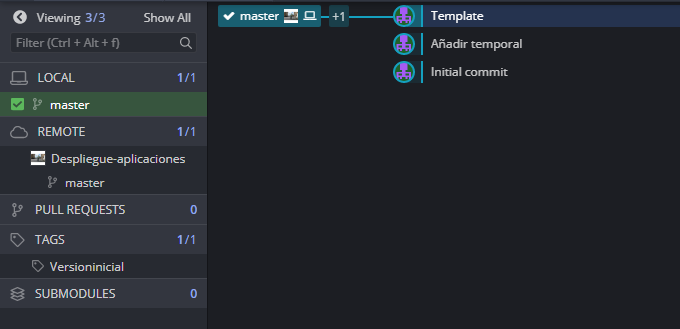 Viewing 3/3 Show All
Filter (Ctrl + Alt + f)
LOCAL 1/1
master
REMOTE 1/1
Despliegue-aplicaciones
master
PULL REQUESTS 0
TAGS 1/1
Versioninicial
SUBMODULES 0
master +1 Template
Añadir temporal
Initial commit